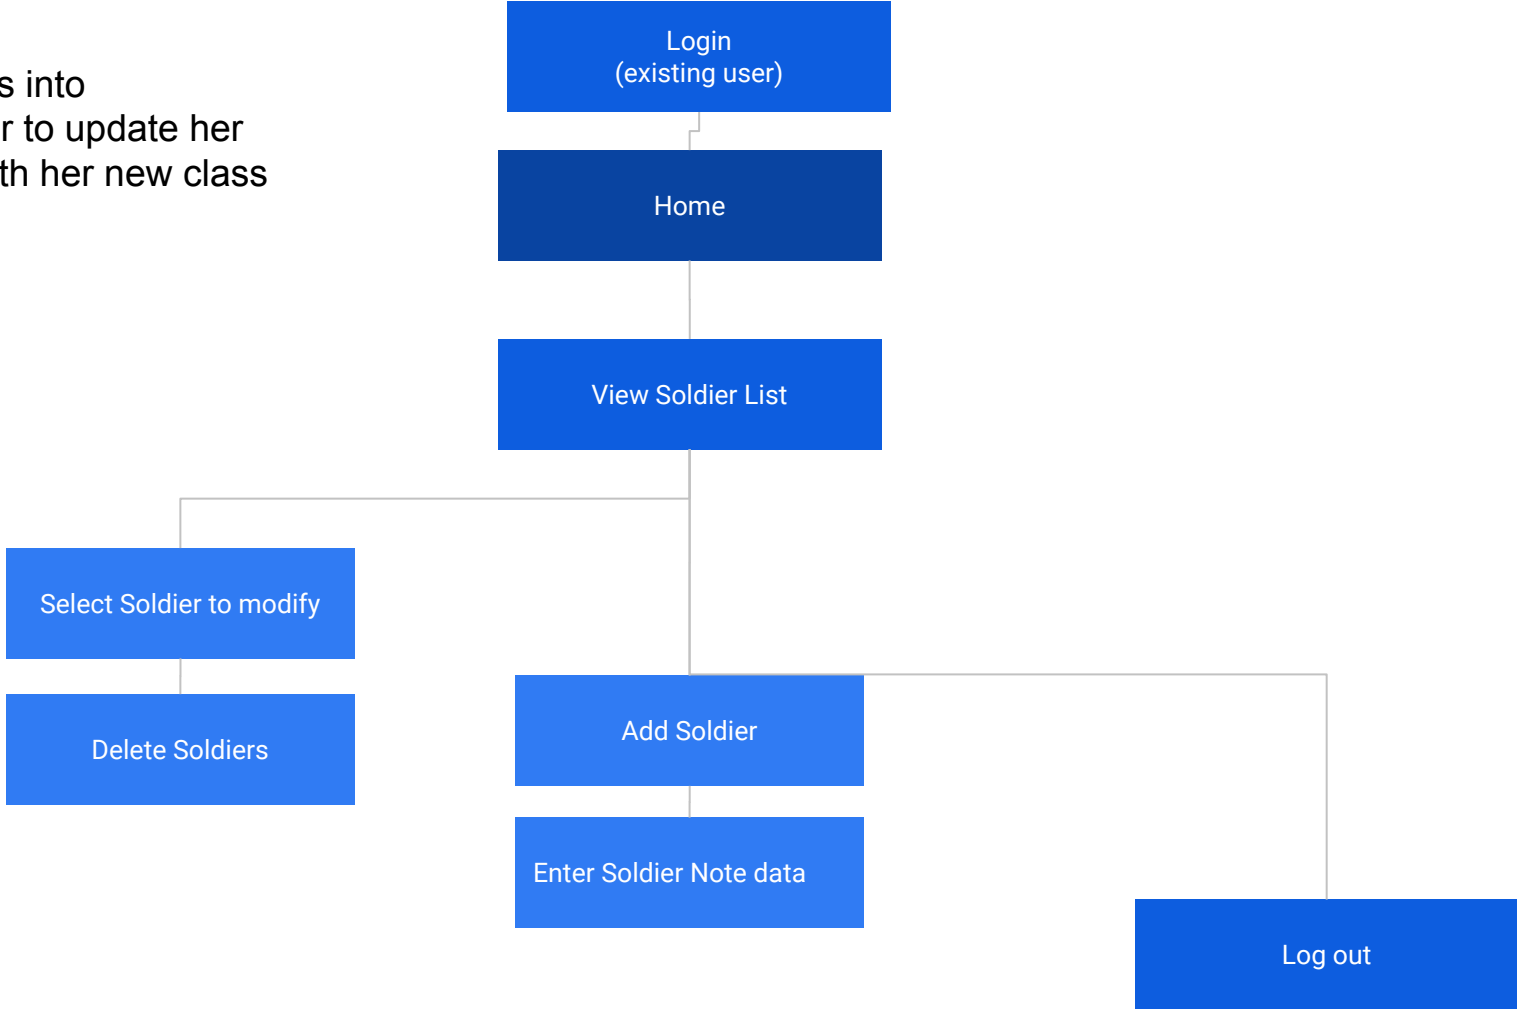 Login
(existing user)
s into
r to update her
th her new class
Home
View Soldier List
Select Soldier to modify
Delete Soldiers
Add Soldier
Enter Soldier Note data
Log out